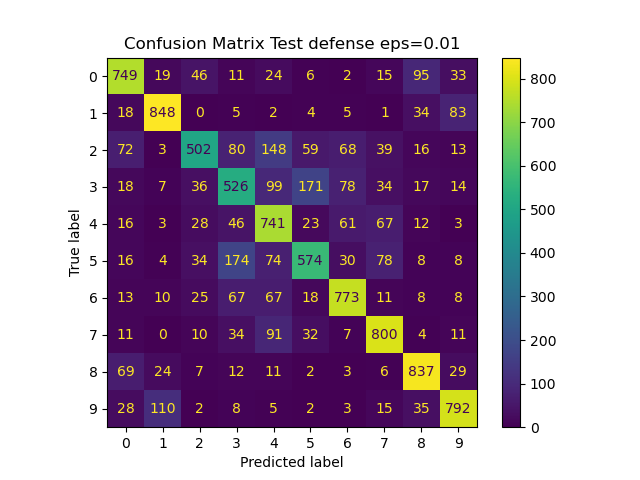 Confusion Matrix Test defense eps=0.01
0 749 19 46 11 24 6 2 15 95 33
1 18 848 0 5 2 4 5 1 34 83
2 72 3 502 80 148 59 68 39 16 13
3 18 7 36 526 99 171 78 34 17 14
4 16 3 28 46 741 23 61 67 12 3
5 16 4 34 174 74 574 30 78 8 8
6 13 10 25 67 67 18 773 11 8 8
7 11 0 10 34 91 32 7 800 4 11
8 69 24 7 12 11 2 3 6 837 29
9 28 110 2 8 5 2 3 15 35 792
0 1 2 3 4 5 6 7 8 9
Predicted label
True label
800
700
600
500
400
300
200
100
0